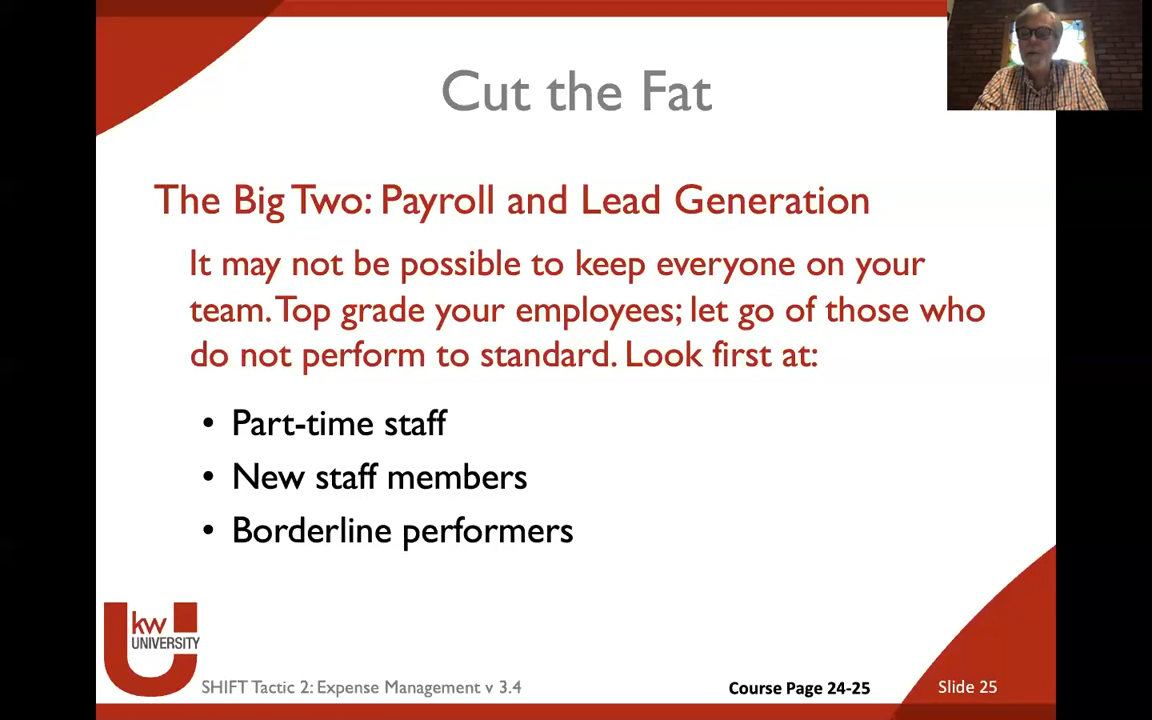 Cut the Fat
The Big Two: Payroll and Lead Generation
It may not be possible to keep everyone on your
team. Top grade your employees; let go of those who
do not perform to standard. Look first at:
• Part-time staff
• New staff members
• Borderline performers
kw
UNIVERSITY
SHIFT Tactic 2: Expense Management v 3.4
Course Page 24-25
Slide 25